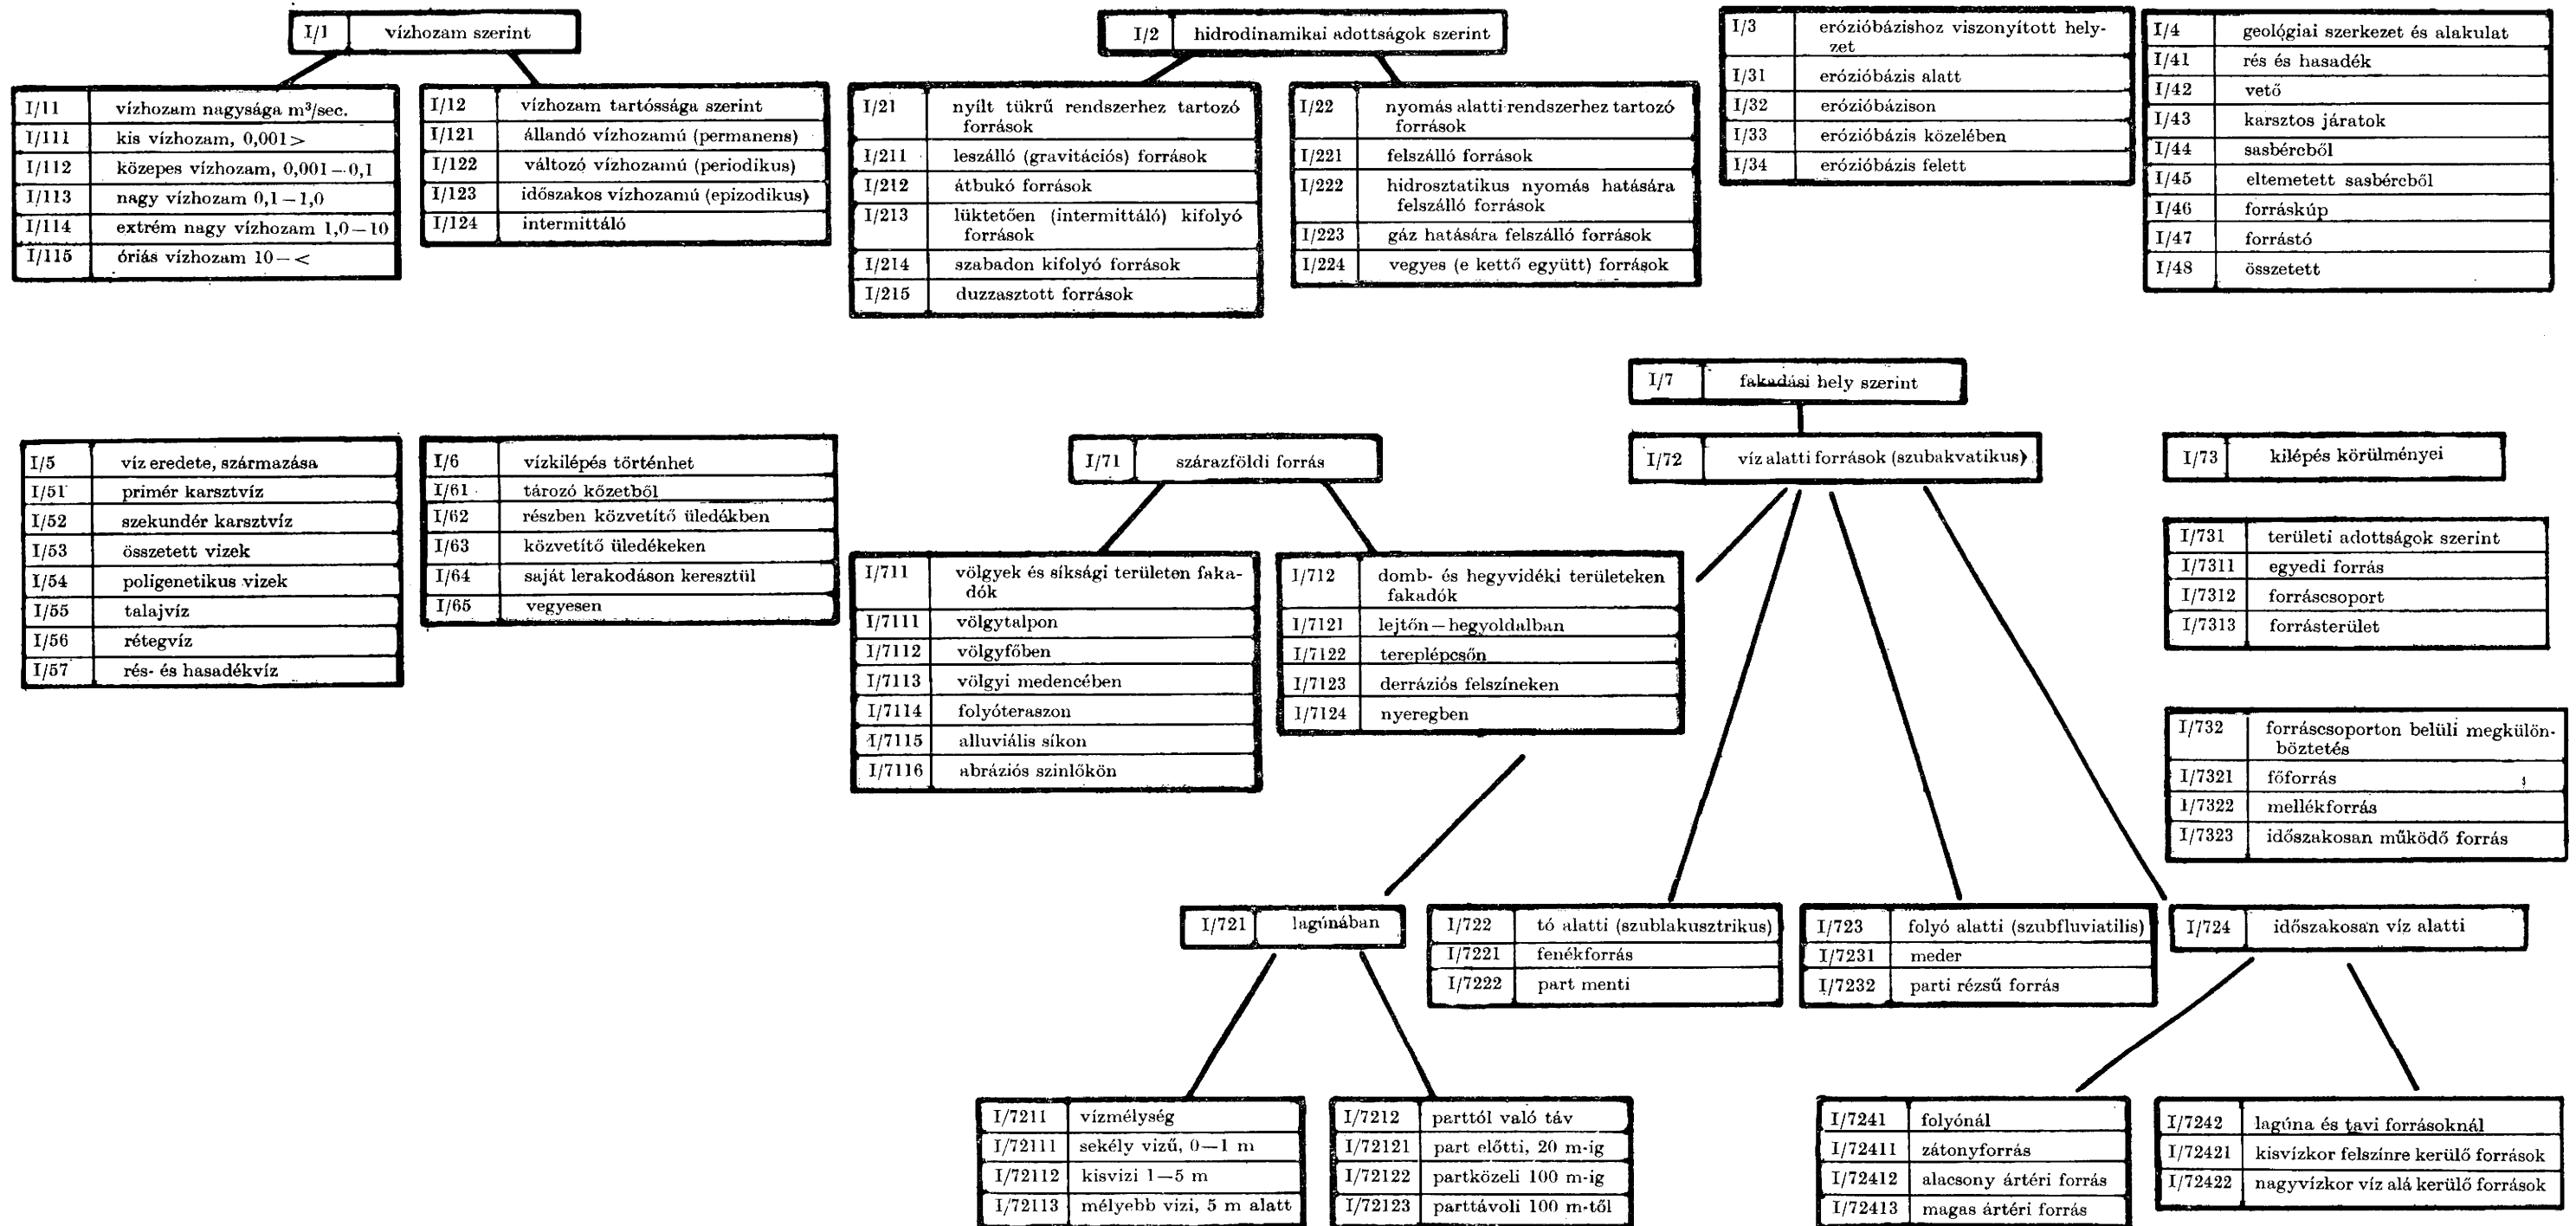 I/1 vízhozam szerint
I/11 vízhozam nagysága m³/sec.
I/111 kis vízhozam, 0,001>
I/112 közepes vízhozam, 0,001—0,1
I/113 nagy vízhozam 0,1—1,0
I/114 extrém nagy vízhozam 1,0—10
I/115 óriás vízhozam 10—<
I/12 vízhozam tartóssága szerint
I/121 állandó vízhozamú (permanens)
I/122 változó vízhozamú (periodikus)
I/123 időszakos vízhozamú (epizodikus)
I/124 intermittáló
I/2 hidrodinamikai adottságok szerint
I/21 nyílt tükrű rendszerhez tartozó
források
I/211 leszálló (gravitációs) források
I/212 átbukó források
I/213 lüktetően (intermittáló) kifolyó
források
I/214 szabadon kifolyó források
I/215 duzzasztott források
I/22 nyomás alatti rendszerhez tartozó
források
I/221 felszálló források
I/222 hidrosztatikus nyomás hatására
felszálló források
I/223 gáz hatására felszálló források
I/224 vegyes (e kettő együtt) források
I/3 erózióbázishoz viszonyított hely-
zet
I/31 erózióbázis alatt
I/32 erózióbázison
I/33 erózióbázis közelében
I/34 erózióbázis felett
I/4 geológiai szerkezet és alakulat
I/41 rés és hasadék
I/42 vető
I/43 karsztos járatok
I/44 sasbércből
I/45 eltemetett sasbércből
I/46 forráskúp
I/47 forrástó
I/48 összetett
I/5 víz eredete, származása
I/51 primér karsztvíz
I/52 szekundér karsztvíz
I/53 összetett vizek
I/54 poligenetikus vizek
I/55 talajvíz
I/56 rétegvíz
I/57 rés- és hasadékvíz
I/6 vízkilépés történhet
I/61 tározó kőzetből
I/62 részben közvetítő üledékben
I/63 közvetítő üledékeken
I/64 saját lerakodáson keresztül
I/65 vegyesen
I/7 fakadási hely szerint
I/71 szárazföldi forrás
I/711 völgyek és síksági területen faka-
dók
I/7111 völgytalpon
I/7112 völgyfőben
I/7113 völgyi medencében
I/7114 folyóteraszon
I/7115 alluviális síkon
I/7116 abráziós szinlőkön
I/712 domb- és hegyvidéki területeken
fakadók
I/7121 lejtőn—hegyoldalban
I/7122 tereplépcsőn
I/7123 derráziós felszíneken
I/7124 nyeregben
I/72 víz alatti források (szubakvatikus)
I/73 kilépés körülményei
I/731 területi adottságok szerint
I/7311 egyedi forrás
I/7312 forráscsoport
I/7313 forrásterület
I/732 forráscsoporton belüli megkülön-
böztetés
I/7321 főforrás
I/7322 mellékforrás
I/7323 időszakosan működő forrás
I/721 lagúnában
I/722 tó alatti (szublakusztrikus)
I/7221 fenékforrás
I/7222 part menti
I/723 folyó alatti (szubfluviatilis)
I/7231 meder
I/7232 parti rézsű forrás
I/724 időszakosan víz alatti
I/7211 vízmélység
I/72111 sekély vizű, 0—1 m
I/72112 kisvizi 1—5 m
I/72113 mélyebb vizi, 5 m alatt
I/7212 parttól való táv
I/72121 part előtti, 20 m-ig
I/72122 partközeli 100 m-ig
I/72123 parttávoli 100 m-től
I/7241 folyónál
I/72411 zátonyforrás
I/72412 alacsony ártéri forrás
I/72413 magas ártéri forrás
I/7242 lagúna és tavi forrásoknál
I/72421 kisvízkor felszínre kerülő források
I/72422 nagyvízkor víz alá kerülő források